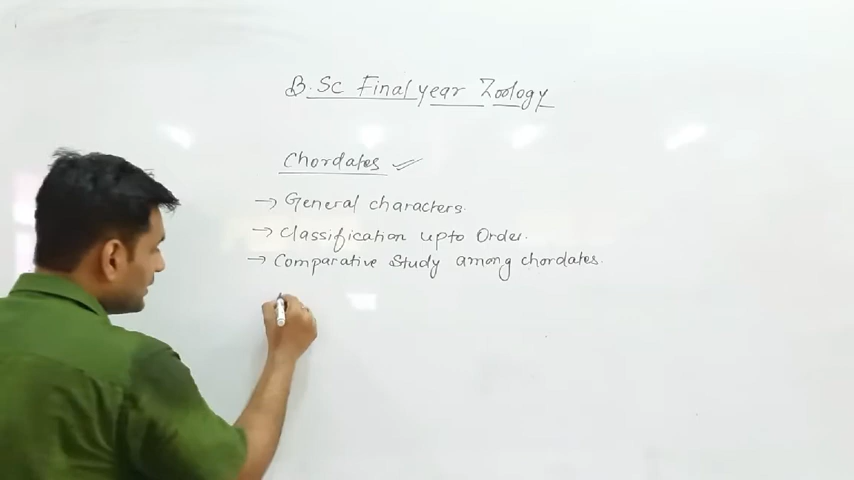 B.Sc Final year Zoology
Chordates ✓
→ General characters.
→ Classification upto Order.
→ Comparative Study among chordates.